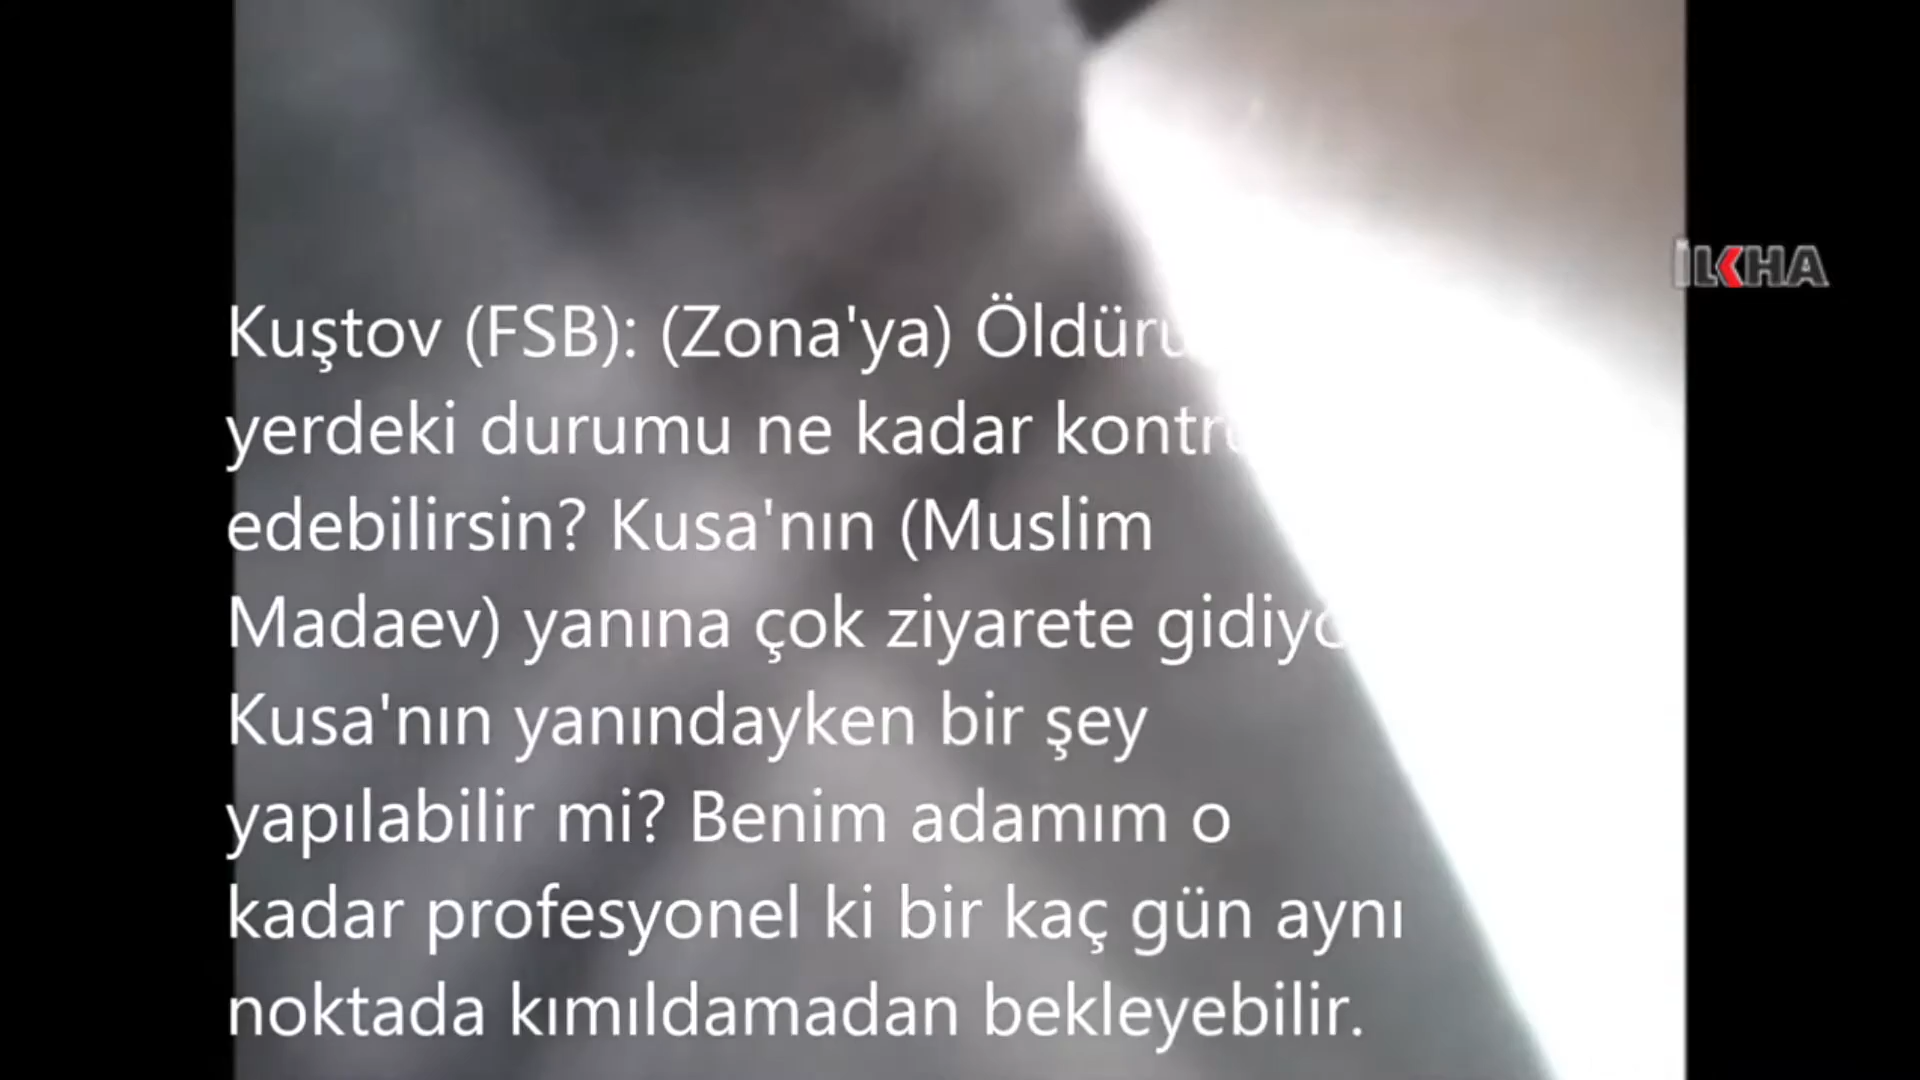 İLKHA
Kuştov (FSB): (Zona'ya)
yerdeki durumu ne kadar
edebilirsin? Kusa'nın (Muslim
Madaev) yanına çok ziyarete
Kusa'nın yanındayken bir şey
yapılabilir mi? Benim adamım o
kadar profesyonel ki bir kaç gün aynı
noktada kımıldamadan bekleyebilir.